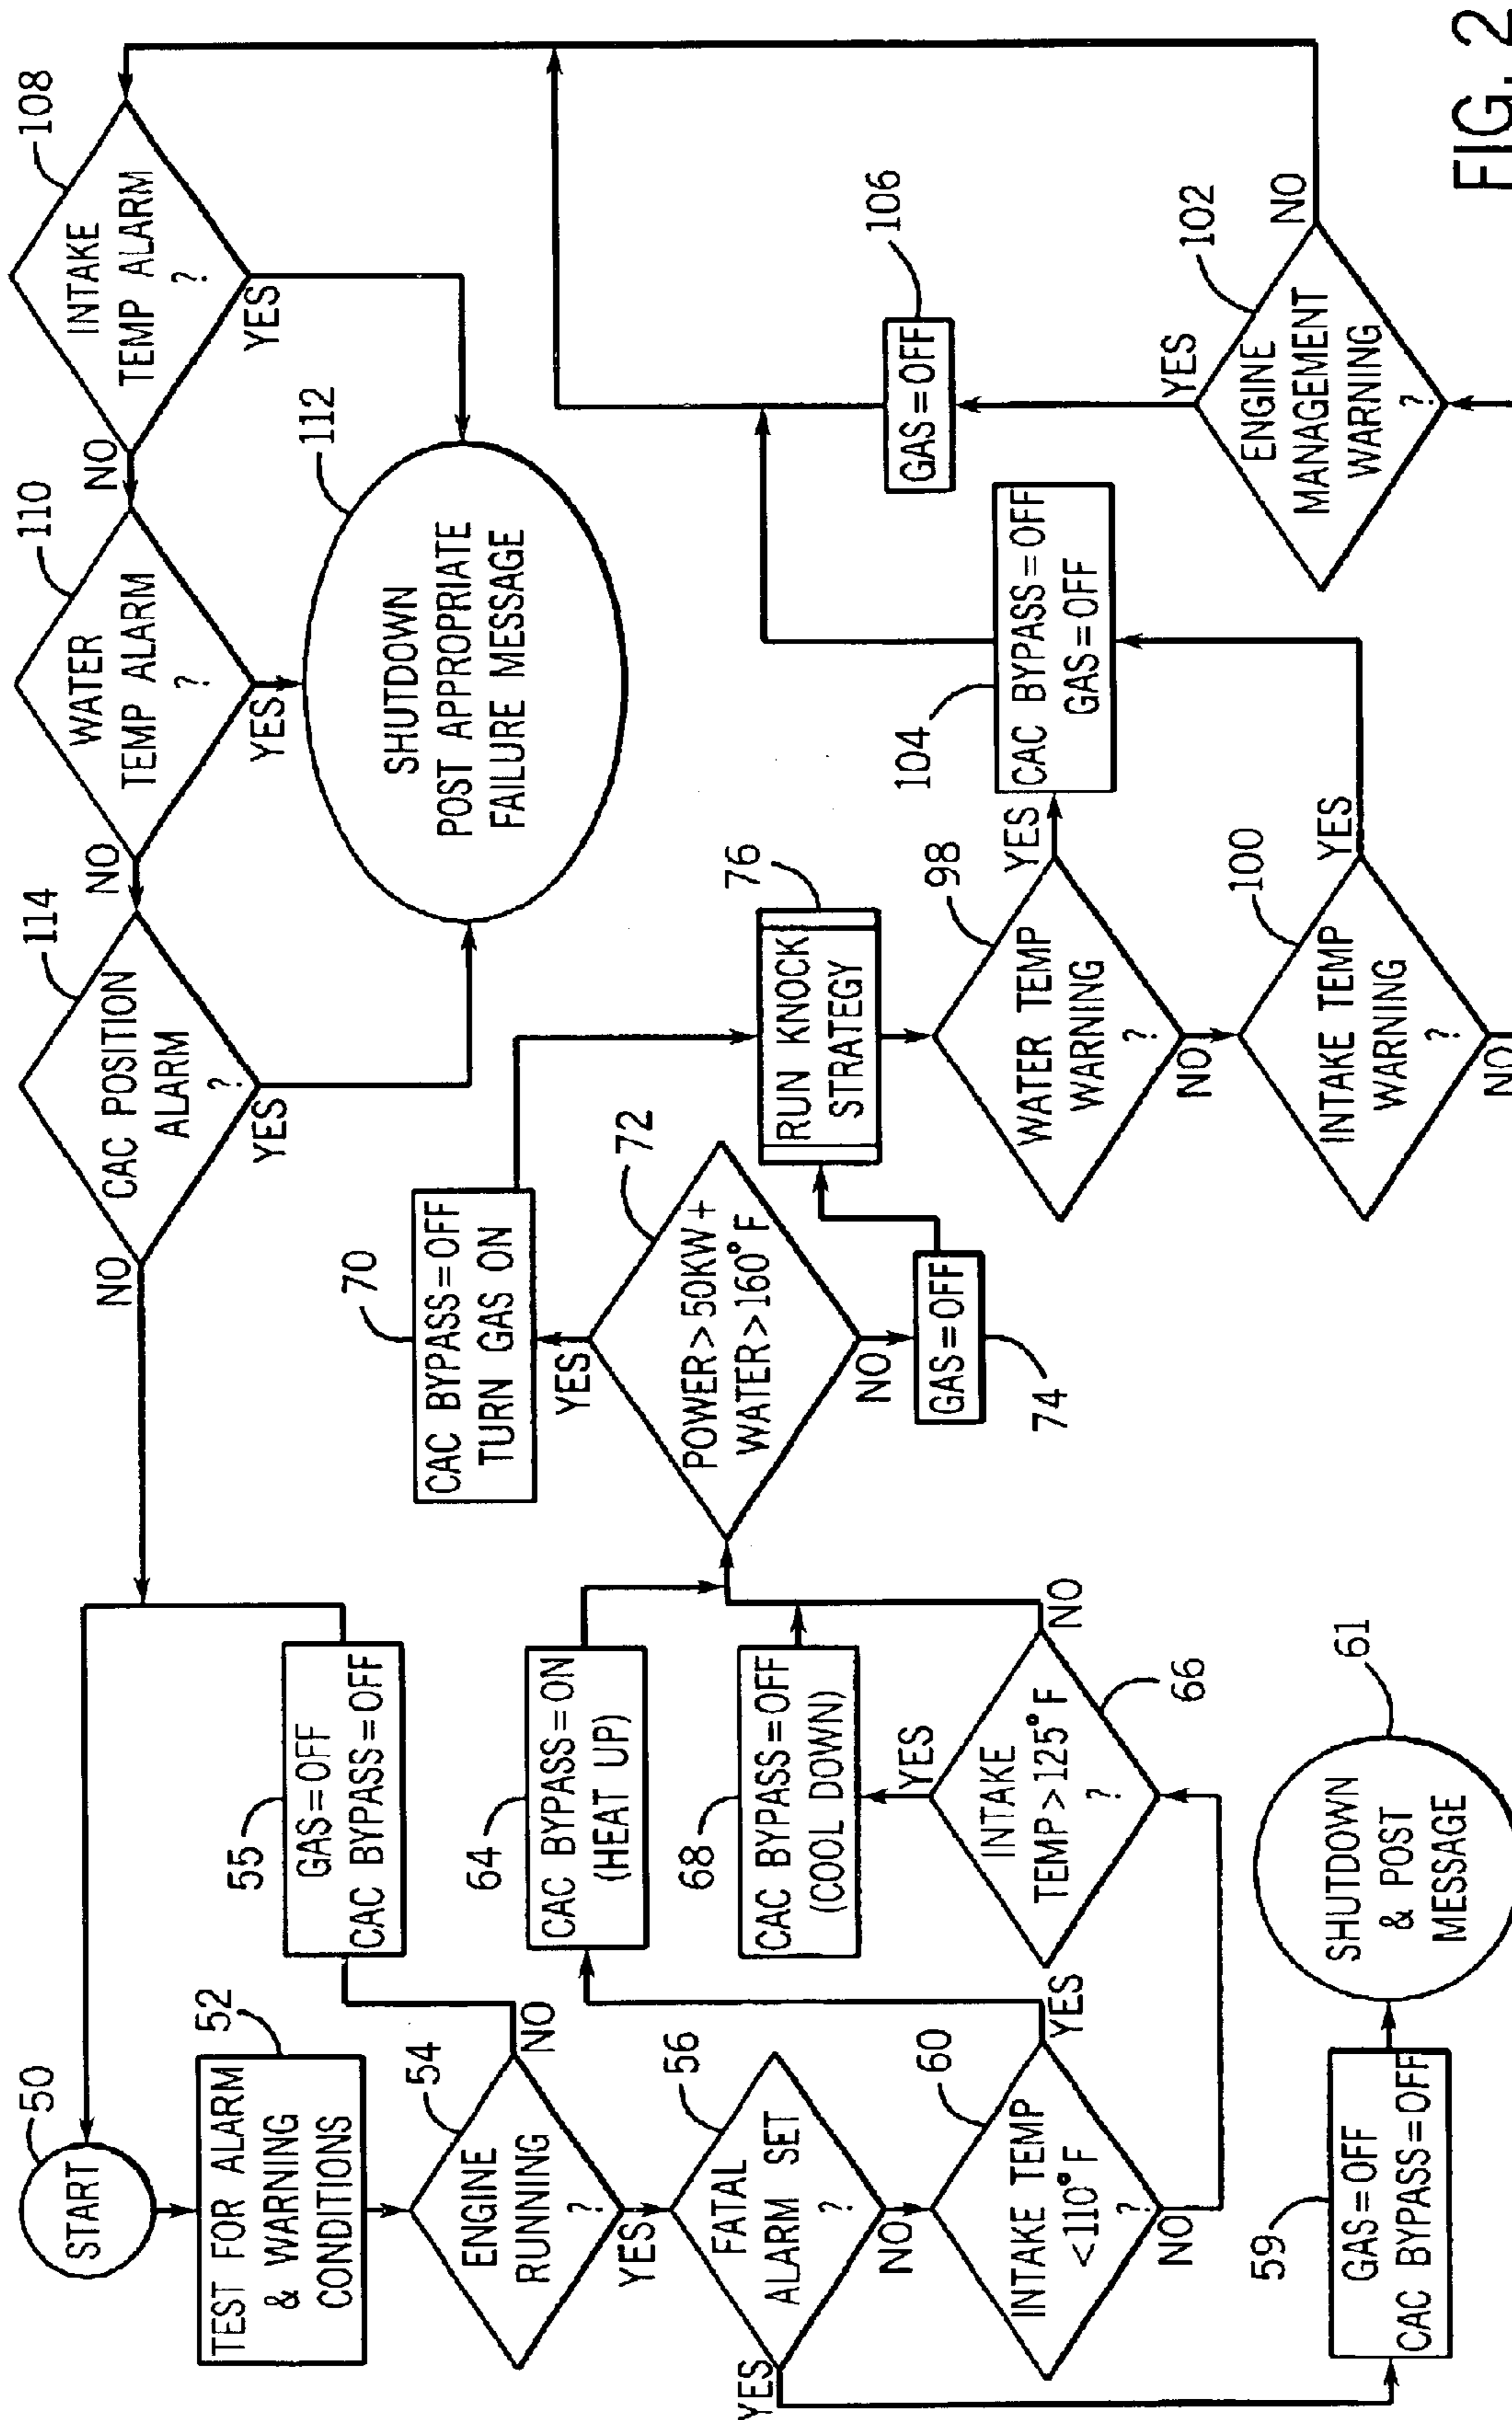 50
START
52
TEST FOR ALARM
& WARNING
CONDITIONS
54
ENGINE
RUNNING
?
NO
YES
55
GAS=OFF
CAC BYPASS=OFF
56
FATAL
ALARM SET
?
YES
NO
60
INTAKE TEMP
<110°F
?
YES
NO
59
GAS=OFF
CAC BYPASS=OFF
61
SHUTDOWN
& POST
MESSAGE
64
CAC BYPASS=ON
(HEAT UP)
68
CAC BYPASS=OFF
(COOL DOWN)
YES
INTAKE
TEMP>125°F
?
66
NO
70
CAC BYPASS=OFF
TURN GAS ON
YES
72
POWER>50KW+
WATER>160°F
NO
GAS=OFF
74
76
RUN KNOCK
STRATEGY
98
WATER TEMP
WARNING
?
YES
NO
100
INTAKE TEMP
WARNING
?
YES
NO
104
CAC BYPASS=OFF
GAS=OFF
106
GAS=OFF
YES
102
ENGINE
MANAGEMENT
WARNING
?
NO
108
INTAKE
TEMP ALARM
?
YES
NO
110
WATER
TEMP ALARM
?
YES
NO
112
SHUTDOWN
POST APPROPRIATE
FAILURE MESSAGE
114
CAC POSITION
ALARM
?
YES
NO
FIG. 2